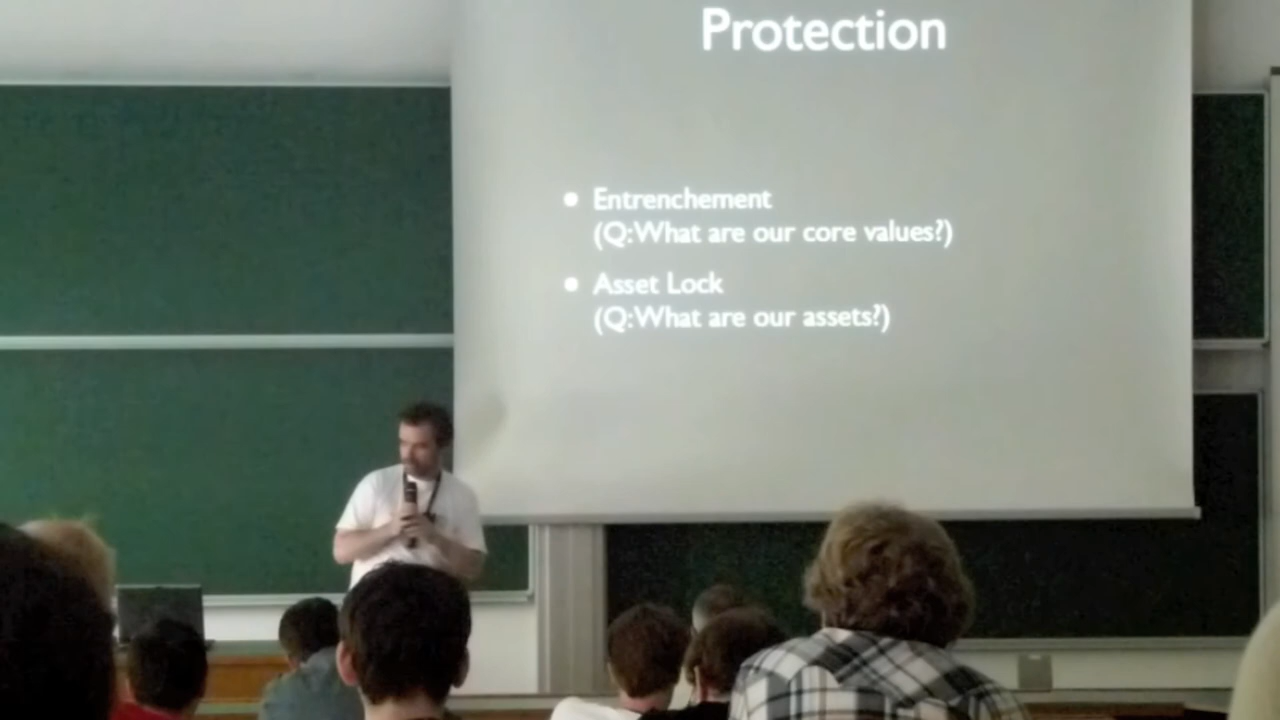 Protection
• Entrenchement
(Q:What are our core values?)
• Asset Lock
(Q:What are our assets?)